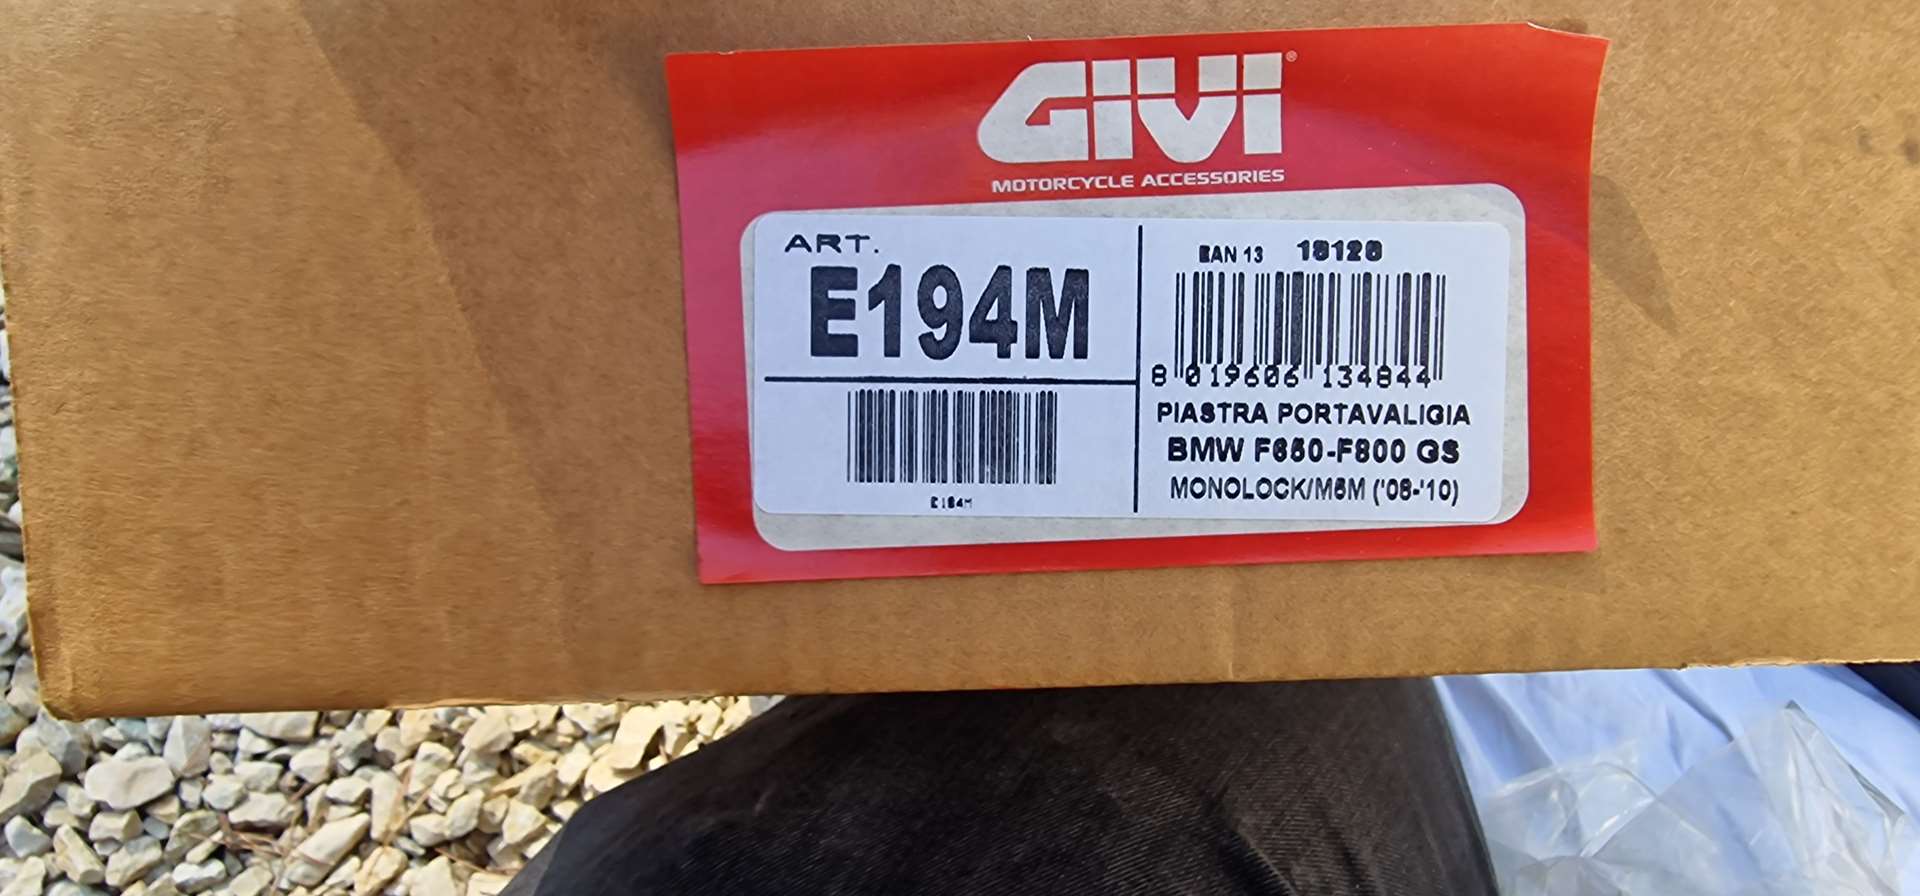 GIVI®
MOTORCYCLE ACCESSORIES
ART.
E194M
E194M
EAN 13 18128
8 019606 134844
PIASTRA PORTAVALIGIA
BMW F650-F800 GS
MONOLOCK/M5M ('08-'10)